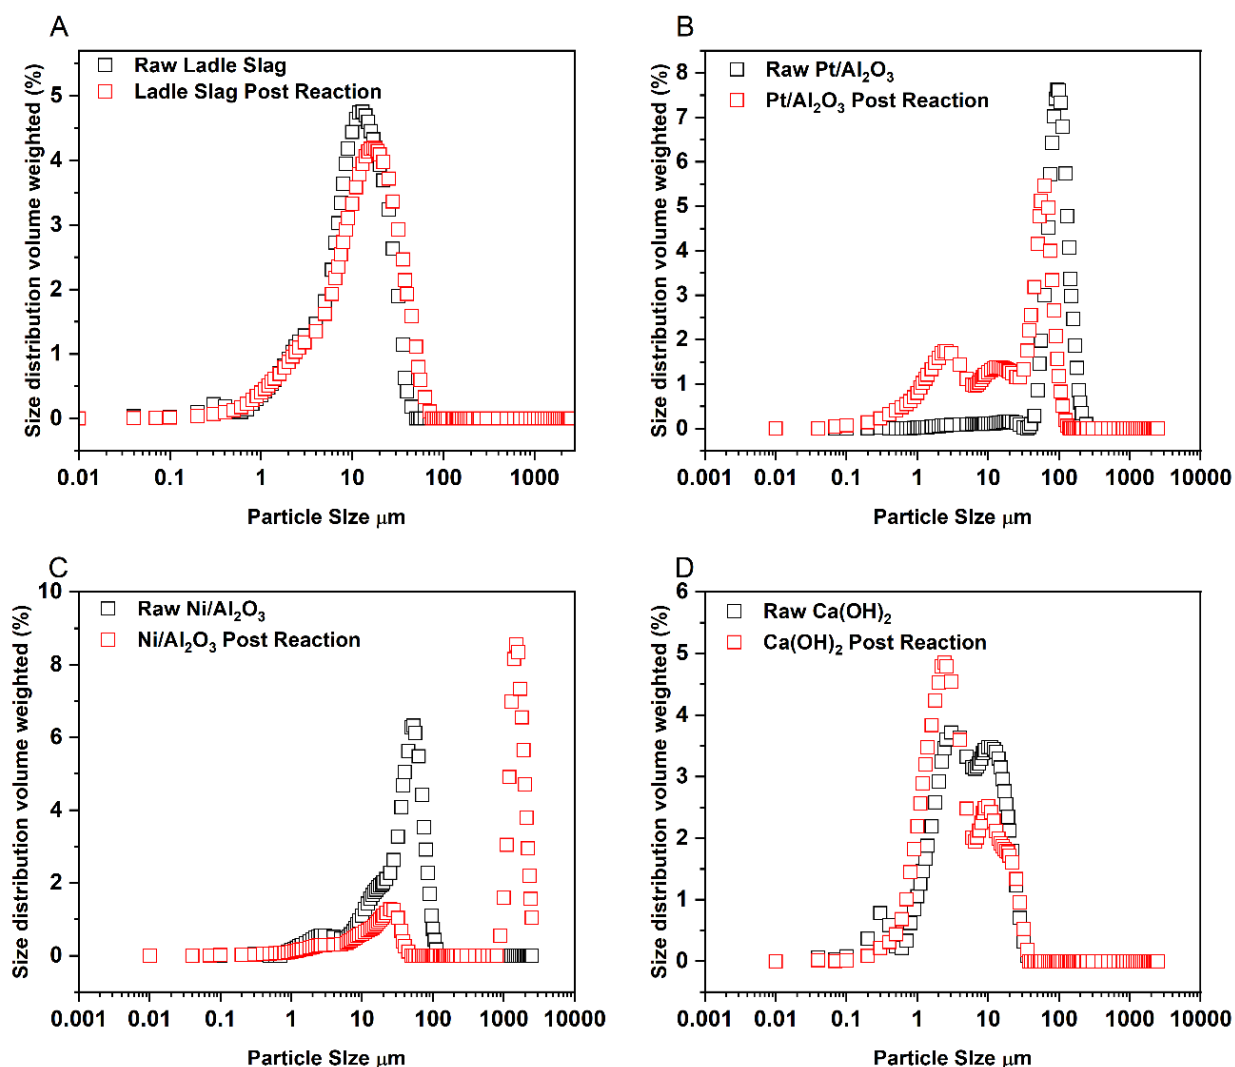 A
Raw Ladle Slag
Ladle Slag Post Reaction
Size distribution volume weighted (%)
5
4
3
2
1
0
0.01 0.1 1 10 100 1000
Particle SIze μm
B
Raw Pt/Al₂O₃
Pt/Al₂O₃ Post Reaction
Size distribution volume weighted (%)
8
7
6
5
4
3
2
1
0
0.001 0.01 0.1 1 10 100 1000 10000
Particle SIze μm
C
Raw Ni/Al₂O₃
Ni/Al₂O₃ Post Reaction
Size distribution volume weighted (%)
10
8
6
4
2
0
0.001 0.01 0.1 1 10 100 1000 10000
Particle SIze μm
D
Raw Ca(OH)₂
Ca(OH)₂ Post Reaction
Size distribution volume weighted (%)
6
5
4
3
2
1
0
0.001 0.01 0.1 1 10 100 1000 10000
Particle SIze μm